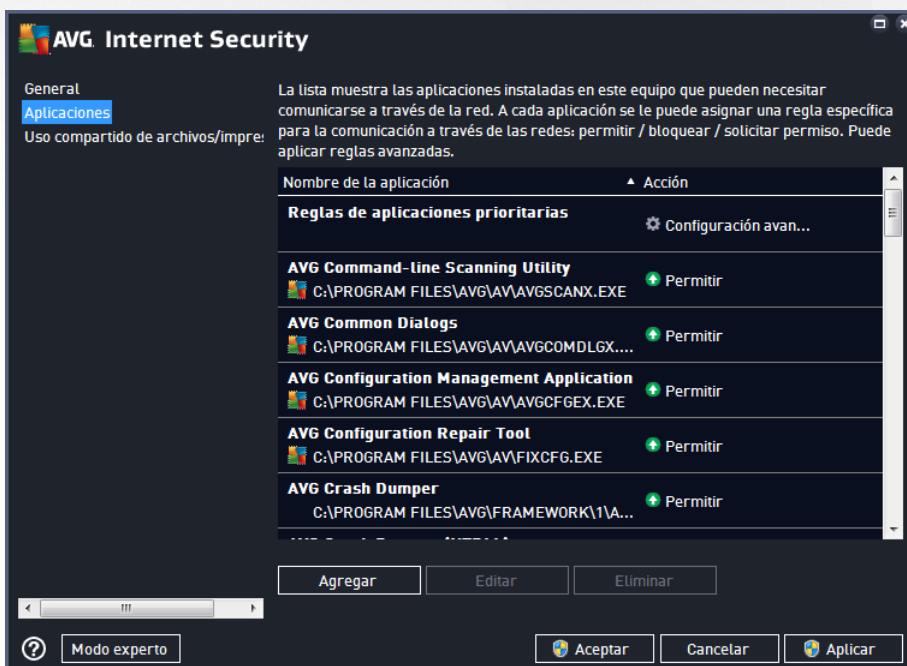 AVG Internet Security
General
Aplicaciones
Uso compartido de archivos/impres
La lista muestra las aplicaciones instaladas en este equipo que pueden necesitar
comunicarse a través de la red. A cada aplicación se le puede asignar una regla específica
para la comunicación a través de las redes: permitir / bloquear / solicitar permiso. Puede
aplicar reglas avanzadas.
Nombre de la aplicación Acción
Reglas de aplicaciones prioritarias
Configuración avan...
AVG Command-line Scanning Utility
C:\PROGRAM FILES\AVG\AV\AVGSCANX.EXE Permitir
AVG Common Dialogs
C:\PROGRAM FILES\AVG\AV\AVGCOMDLGX.... Permitir
AVG Configuration Management Application
C:\PROGRAM FILES\AVG\AV\AVGCFGEX.EXE Permitir
AVG Configuration Repair Tool
C:\PROGRAM FILES\AVG\AV\FIXCFG.EXE Permitir
AVG Crash Dumper
C:\PROGRAM FILES\AVG\FRAMEWORK\1\A... Permitir
Agregar Editar Eliminar
? Modo experto Aceptar Cancelar Aplicar